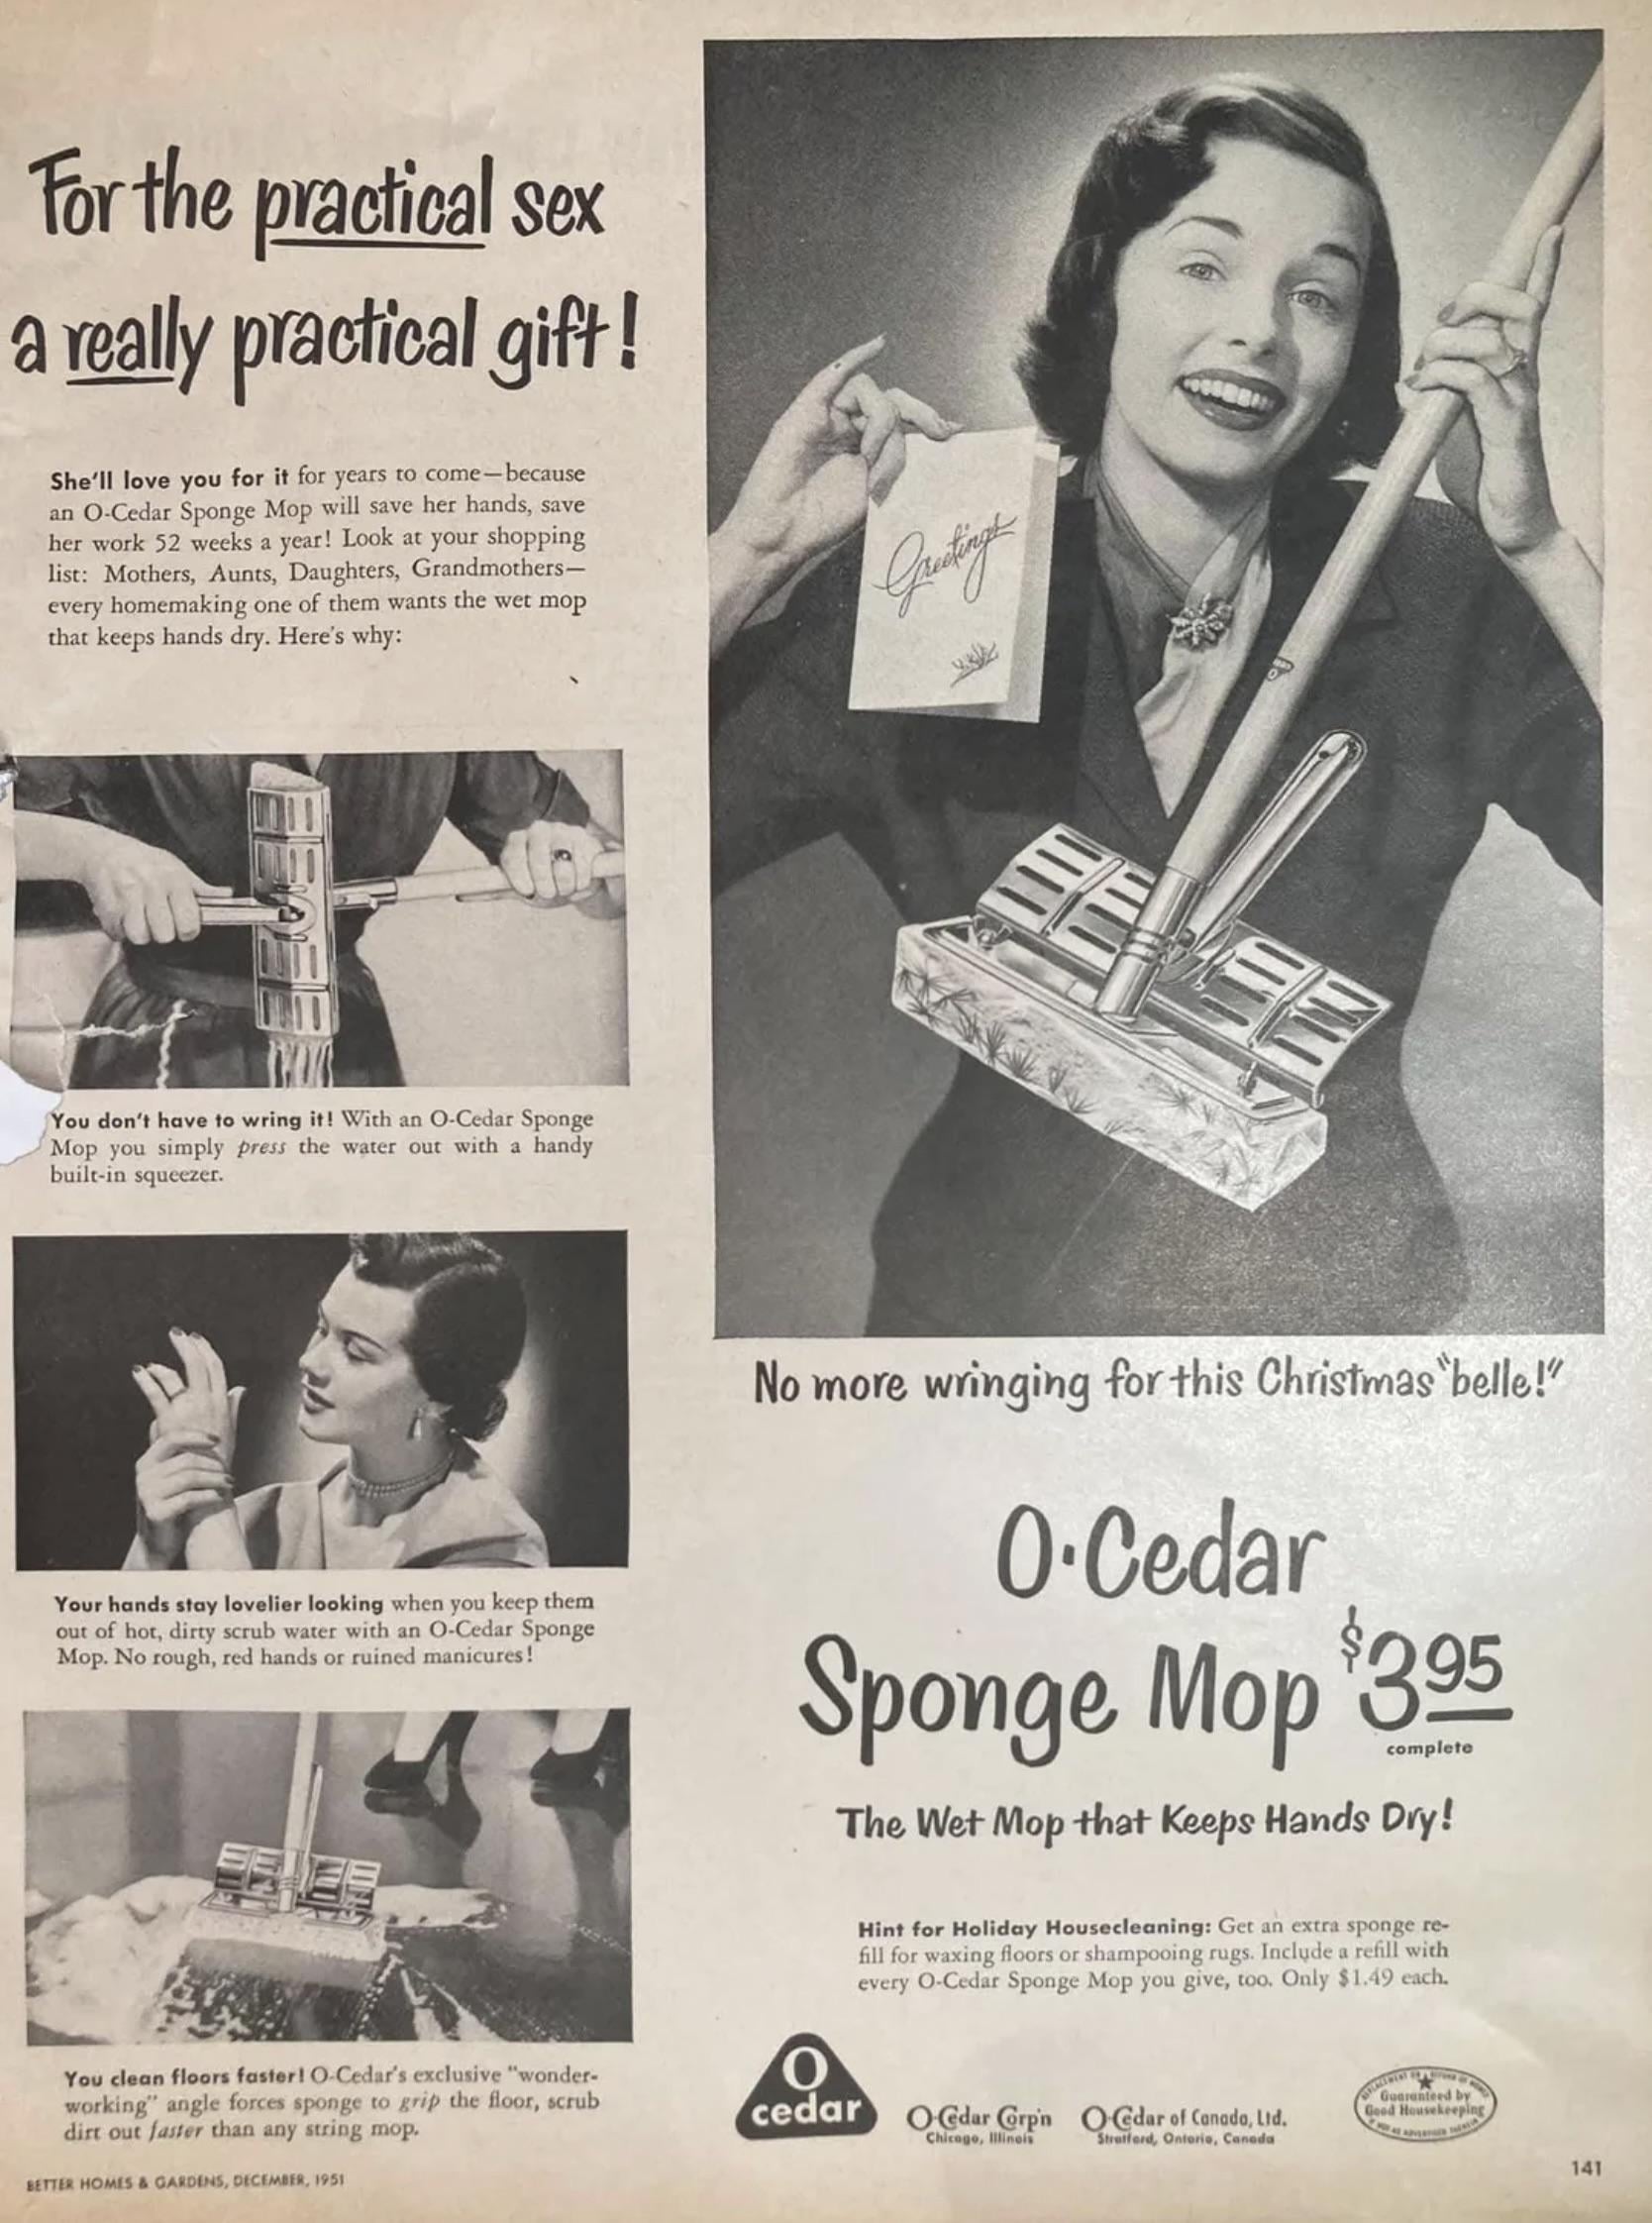 For the practical sex
a really practical gift!
She'll love you for it for years to come—because
an O-Cedar Sponge Mop will save her hands, save
her work 52 weeks a year! Look at your shopping
list: Mothers, Aunts, Daughters, Grandmothers—
every homemaking one of them wants the wet mop
that keeps hands dry. Here's why:
You don't have to wring it! With an O-Cedar Sponge
Mop you simply press the water out with a handy
built-in squeezer.
Your hands stay lovelier looking when you keep them
out of hot, dirty scrub water with an O-Cedar Sponge
Mop. No rough, red hands or ruined manicures!
You clean floors faster! O-Cedar's exclusive "wonder-
working" angle forces sponge to grip the floor, scrub
dirt out faster than any string mop.
BETTER HOMES & GARDENS, DECEMBER, 1951
Greetings
No more wringing for this Christmas "belle!"
O·Cedar
Sponge Mop $3 95
complete
The Wet Mop that Keeps Hands Dry!
Hint for Holiday Housecleaning: Get an extra sponge re-
fill for waxing floors or shampooing rugs. Include a refill with
every O-Cedar Sponge Mop you give, too. Only $1.49 each.
O
cedar
O-Cedar Corp'n
Chicago, Illinois
O-Cedar of Canada, Ltd.
Stratford, Ontario, Canada
REPLACEMENT OR REFUND OF MONEY
Guaranteed by
Good Housekeeping
NOT AS ADVERTISED THEREIN
141